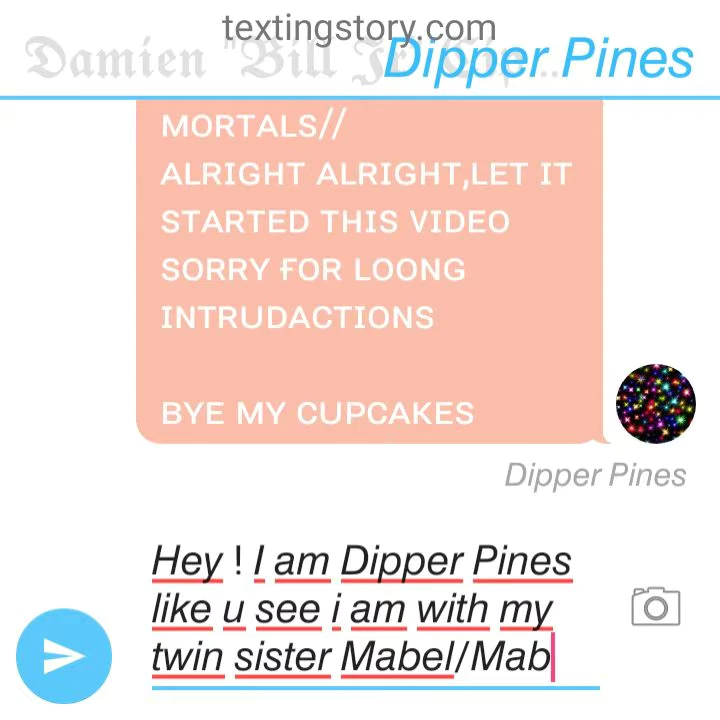 textingstory.com
Damien "Bill Jr
Dipper Pines
MORTALS//
ALRIGHT ALRIGHT,LET IT
STARTED THIS VIDEO
SORRY FOR LOONG
INTRUDACTIONS
BYE MY CUPCAKES
Dipper Pines
Hey ! I am Dipper Pines
like u see i am with my
twin sister Mabel/Mab